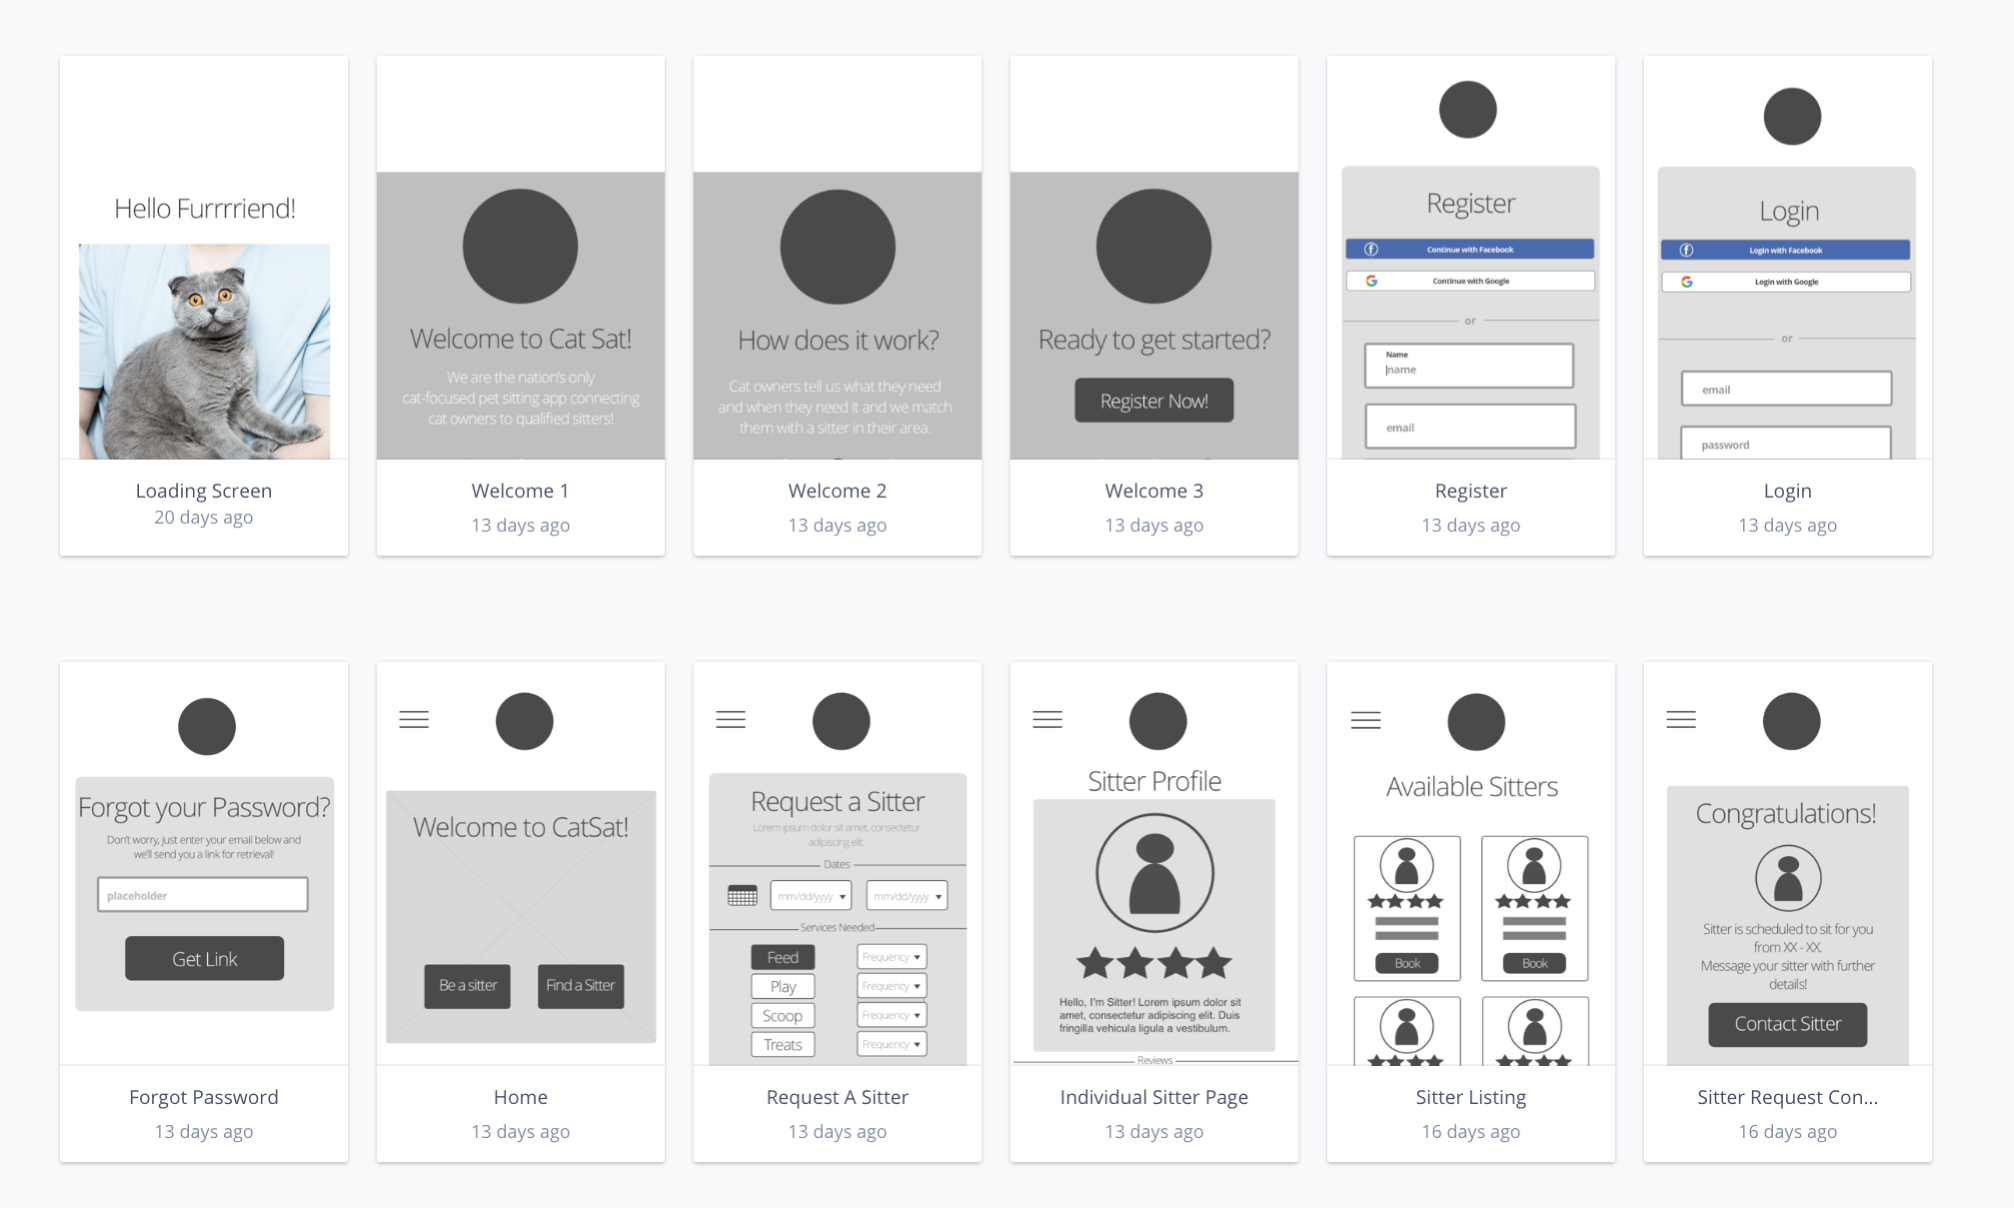 Hello Furrrriend!
Loading Screen
20 days ago
Welcome to Cat Sat!
We are the nation's only
cat-focused pet sitting app connecting
cat owners to qualified sitters!
Welcome 1
13 days ago
How does it work?
Cat owners tell us what they need
and when they need it and we match
them with a sitter in their area.
Welcome 2
13 days ago
Ready to get started?
Register Now!
Welcome 3
13 days ago
Register
Continue with Facebook
Continue with Google
or
Name
name
email
Register
13 days ago
Login
Login with Facebook
Login with Google
or
email
password
Login
13 days ago
Forgot your Password?
Don't worry, just enter your email below and
we'll send you a link for retrieval!
placeholder
Get Link
Forgot Password
13 days ago
Welcome to CatSat!
Be a sitter
Find a Sitter
Home
13 days ago
Request a Sitter
Lorem ipsum dolor sit amet, consectetur
adipiscing elit.
Dates
mm/dd/yyyy
mm/dd/yyyy
Services Needed
Feed
Frequency
Play
Frequency
Scoop
Frequency
Treats
Frequency
Request A Sitter
13 days ago
Sitter Profile
Hello, I'm Sitter! Lorem ipsum dolor sit
amet, consectetur adipiscing elit. Duis
fringilla vehicula ligula a vestibulum.
Reviews
Individual Sitter Page
13 days ago
Available Sitters
Book
Book
Sitter Listing
16 days ago
Congratulations!
Sitter is scheduled to sit for you
from XX - XX.
Message your sitter with further
details!
Contact Sitter
Sitter Request Con...
16 days ago